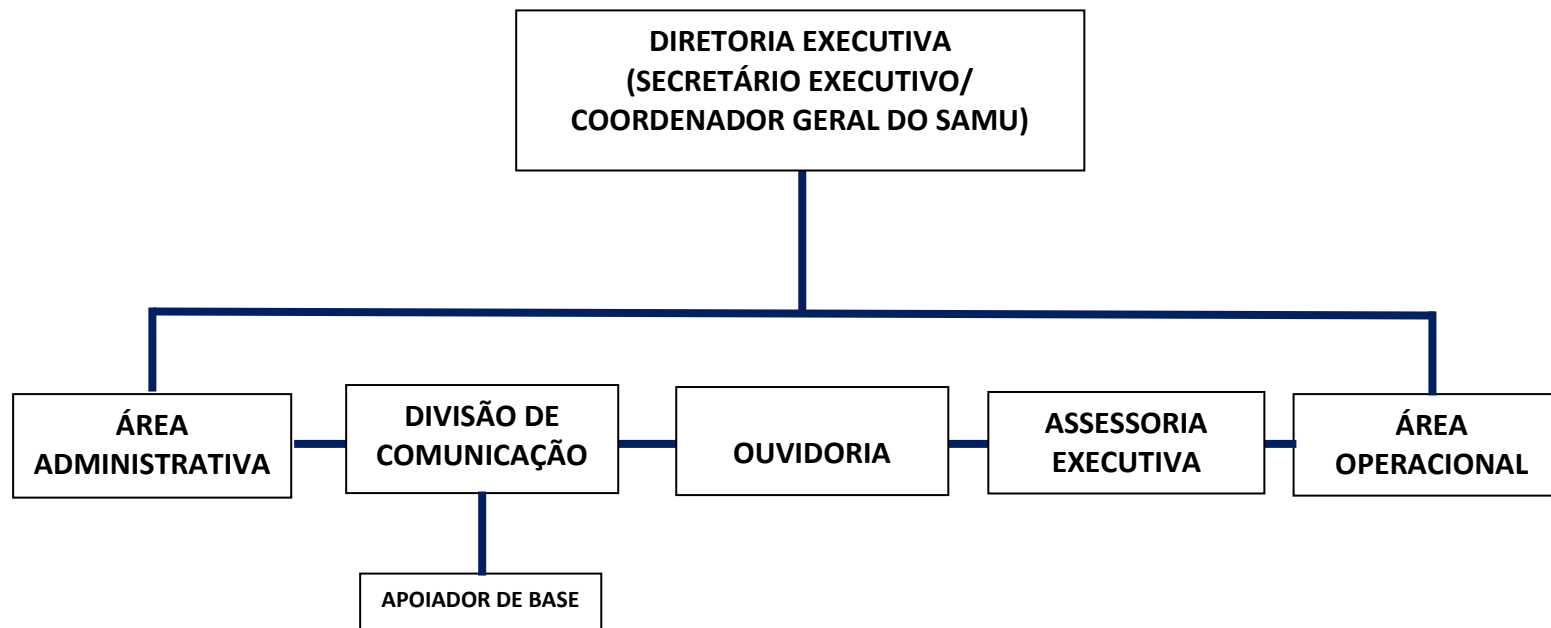 DIRETORIA EXECUTIVA
(SECRETÁRIO EXECUTIVO/
COORDENADOR GERAL DO SAMU)
ÁREA
ADMINISTRATIVA
DIVISÃO DE
COMUNICAÇÃO
OUVIDORIA
ASSESSORIA
EXECUTIVA
ÁREA
OPERACIONAL
APOIADOR DE BASE